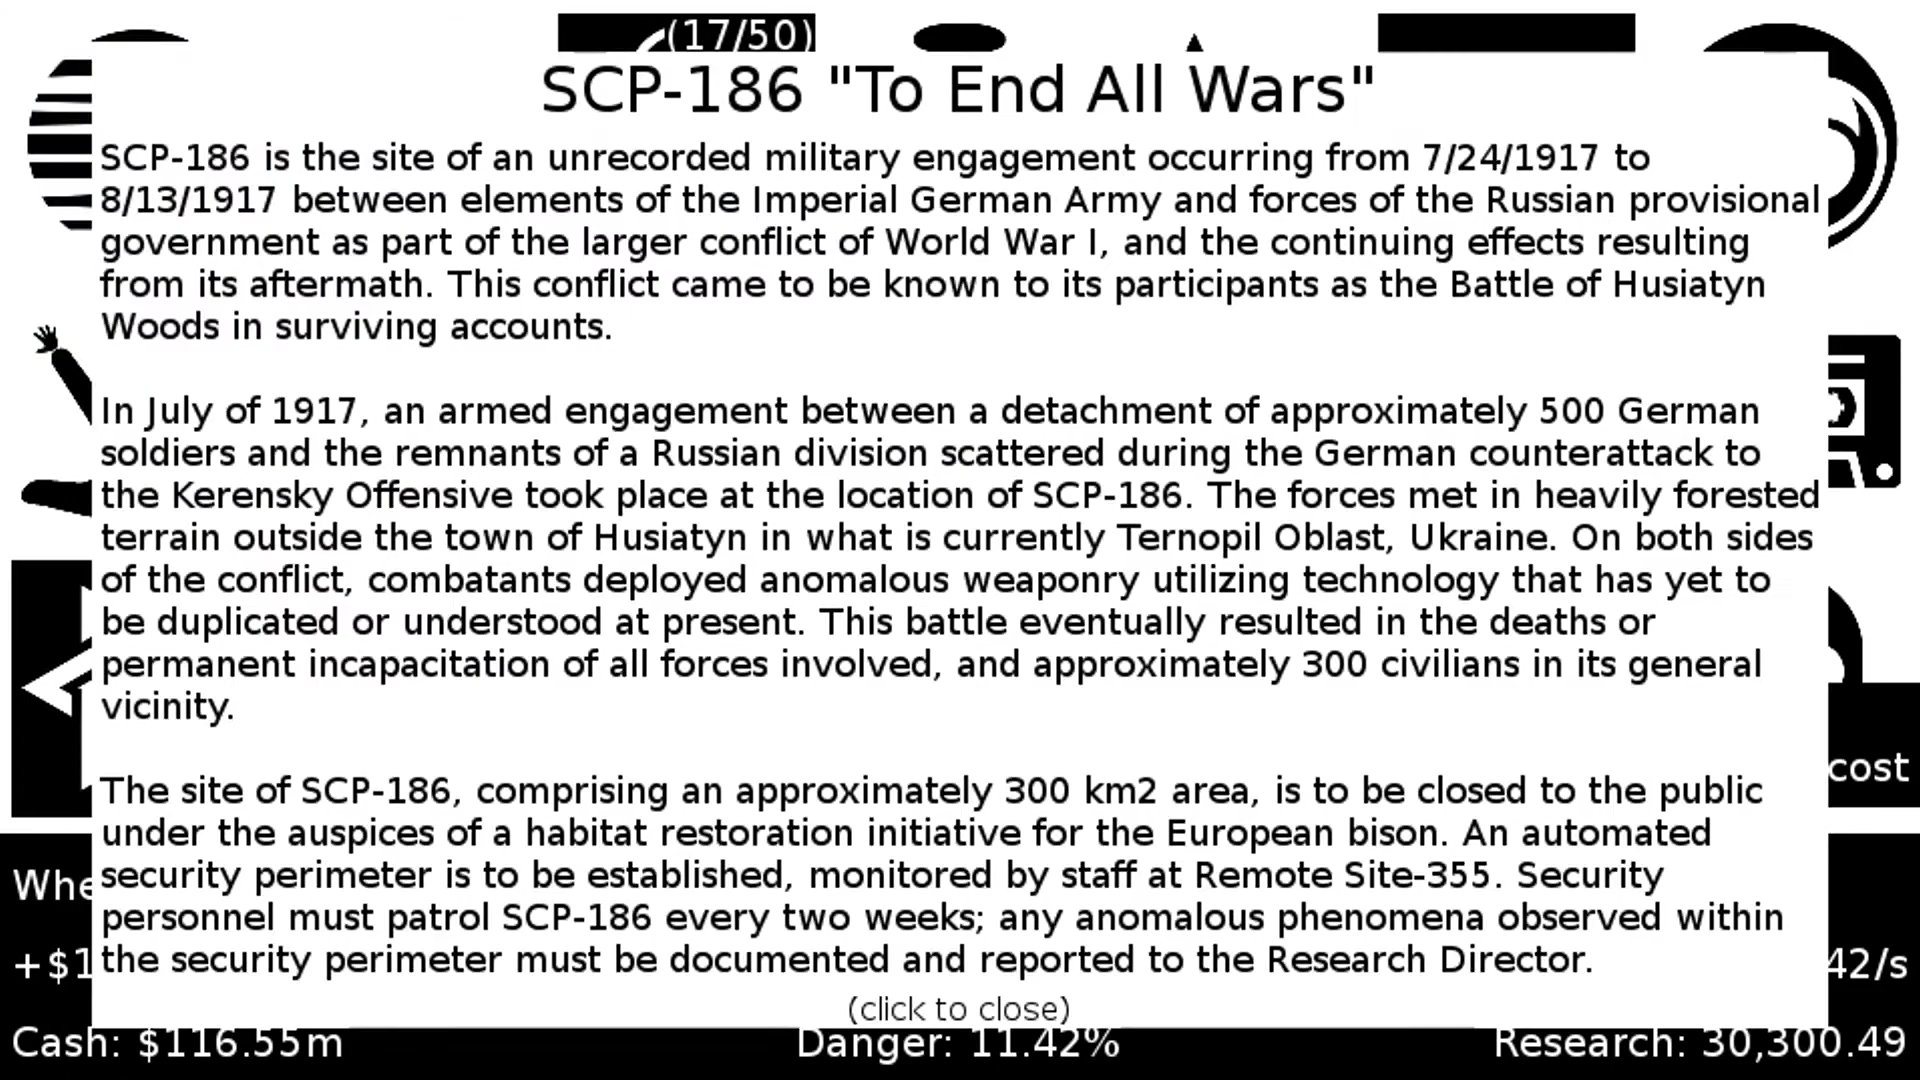 (17/50)
SCP-186 "To End All Wars"
SCP-186 is the site of an unrecorded military engagement occurring from 7/24/1917 to
8/13/1917 between elements of the Imperial German Army and forces of the Russian provisional
government as part of the larger conflict of World War I, and the continuing effects resulting
from its aftermath. This conflict came to be known to its participants as the Battle of Husiatyn
Woods in surviving accounts.
In July of 1917, an armed engagement between a detachment of approximately 500 German
soldiers and the remnants of a Russian division scattered during the German counterattack to
the Kerensky Offensive took place at the location of SCP-186. The forces met in heavily forested
terrain outside the town of Husiatyn in what is currently Ternopil Oblast, Ukraine. On both sides
of the conflict, combatants deployed anomalous weaponry utilizing technology that has yet to
be duplicated or understood at present. This battle eventually resulted in the deaths or
permanent incapacitation of all forces involved, and approximately 300 civilians in its general
vicinity.
The site of SCP-186, comprising an approximately 300 km2 area, is to be closed to the public
under the auspices of a habitat restoration initiative for the European bison. An automated
security perimeter is to be established, monitored by staff at Remote Site-355. Security
personnel must patrol SCP-186 every two weeks; any anomalous phenomena observed within
the security perimeter must be documented and reported to the Research Director.
(click to close)
cost
Whe
+$1
42/s
Cash: $116.55m
Danger: 11.42%
Research: 30,300.49